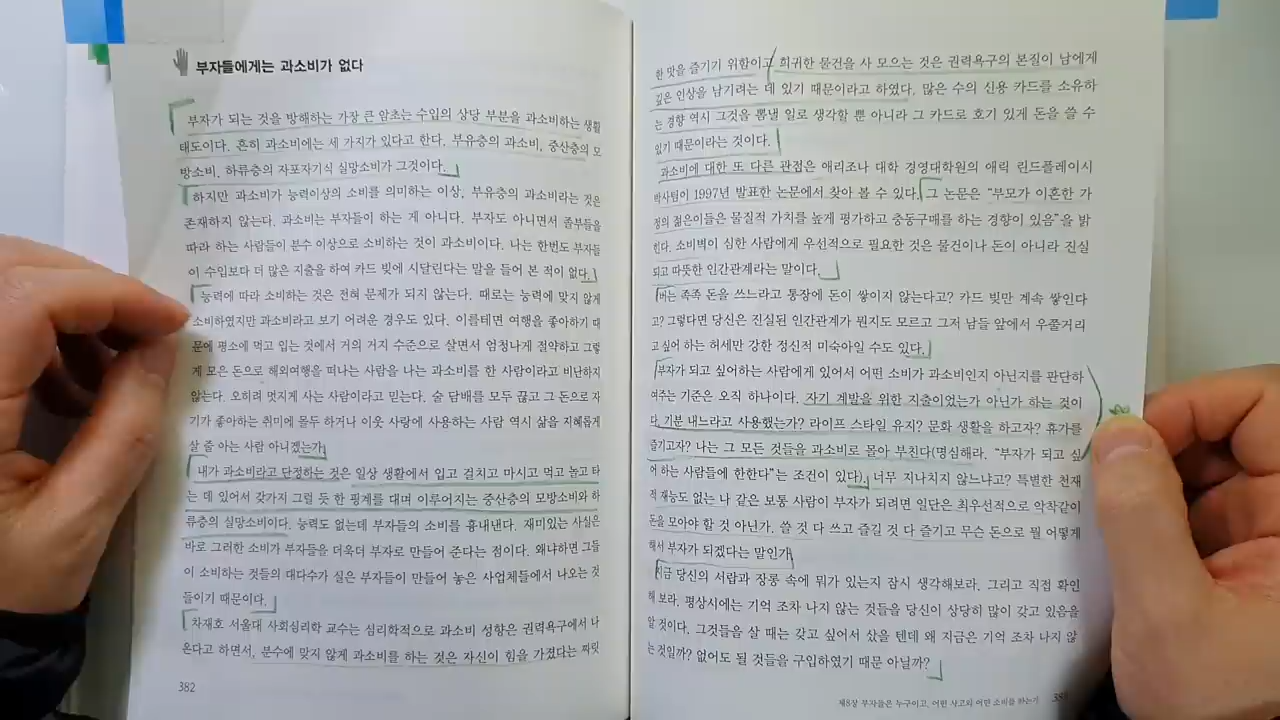 부자들에게는 과소비가 없다
부자가 되는 것을 방해하는 가장 큰 암초는 수입의 상당 부분을 과소비하는 생활
태도이다. 흔히 과소비에는 세 가지가 있다고 한다. 부유층의 과소비, 중산층의 모
방소비, 하류층의 자포자기식 실망소비가 그것이다.
하지만 과소비가 능력이상의 소비를 의미하는 이상, 부유층의 과소비라는 것은
존재하지 않는다. 과소비는 부자들이 하는 게 아니다. 부자도 아니면서 졸부들을
따라 하는 사람들이 분수 이상으로 소비하는 것이 과소비이다. 나는 한번도 부자들
이 수입보다 더 많은 지출을 하여 카드 빚에 시달린다는 말을 들어 본 적이 없다.
능력에 따라 소비하는 것은 전혀 문제가 되지 않는다. 때로는 능력에 맞지 않게
소비하였지만 과소비라고 보기 어려운 경우도 있다. 이를테면 여행을 좋아하기 때
문에 평소에 먹고 입는 것에서 거의 거지 수준으로 살면서 엄청나게 절약하고 그렇
게 모은 돈으로 해외여행을 떠나는 사람을 나는 과소비를 한 사람이라고 비난하지
않는다. 오히려 멋지게 사는 사람이라고 믿는다. 술 담배를 모두 끊고 그 돈으로 자
기가 좋아하는 취미에 몰두 하거나 이웃 사랑에 사용하는 사람 역시 삶을 지혜롭게
살 줄 아는 사람 아니겠는가.
내가 과소비라고 단정하는 것은 일상 생활에서 입고 걸치고 마시고 먹고 놀고 타
는 데 있어서 갖가지 그럴 듯 한 핑계를 대며 이루어지는 중산층의 모방소비와 하
류층의 실망소비이다. 능력도 없는데 부자들의 소비를 흉내낸다. 재미있는 사실은
바로 그러한 소비가 부자들을 더욱더 부자로 만들어 준다는 점이다. 왜냐하면 그들
이 소비하는 것들의 대다수가 실은 부자들이 만들어 놓은 사업체들에서 나오는 것
들이기 때문이다.
차재호 서울대 사회심리학 교수는 심리학적으로 과소비 성향은 권력욕구에서 나
온다고 하면서, 분수에 맞지 않게 과소비를 하는 것은 자신이 힘을 가졌다는 짜릿
382
한 맛을 즐기기 위함이고 희귀한 물건을 사 모으는 것은 권력욕구의 본질이 남에게
깊은 인상을 남기려는 데 있기 때문이라고 하였다. 많은 수의 신용 카드를 소유하
는 경향 역시 그것을 뽐낼 일로 생각할 뿐 아니라 그 카드로 호기 있게 돈을 쓸 수
있기 때문이라는 것이다.
과소비에 대한 또 다른 관점은 애리조나 대학 경영대학원의 애릭 린드플레이시
박사팀이 1997년 발표한 논문에서 찾아 볼 수 있다. 그 논문은 "부모가 이혼한 가
정의 젊은이들은 물질적 가치를 높게 평가하고 충동구매를 하는 경향이 있음"을 밝
힌다. 소비벽이 심한 사람에게 우선적으로 필요한 것은 물건이나 돈이 아니라 진실
되고 따뜻한 인간관계라는 말이다.
버는 족족 돈을 쓰느라고 통장에 돈이 쌓이지 않는다고? 카드 빚만 계속 쌓인다
고? 그렇다면 당신은 진실된 인간관계가 뭔지도 모르고 그저 남들 앞에서 우쭐거리
고 싶어 하는 허세만 강한 정신적 미숙아일 수도 있다.
부자가 되고 싶어하는 사람에게 있어서 어떤 소비가 과소비인지 아닌지를 판단하
여주는 기준은 오직 하나이다. 자기 계발을 위한 지출이었는가 아닌가 하는 것이
다. 기분 내느라고 사용했는가? 라이프 스타일 유지? 문화 생활을 하고자? 휴가를
즐기고자? 나는 그 모든 것들을 과소비로 몰아 부친다(명심해라. "부자가 되고 싶
어 하는 사람들에 한한다"는 조건이 있다). 너무 지나치지 않느냐고? 특별한 천재
적 재능도 없는 나 같은 보통 사람이 부자가 되려면 일단은 최우선적으로 악착같이
돈을 모아야 할 것 아닌가. 쓸 것 다 쓰고 즐길 것 다 즐기고 무슨 돈으로 뭘 어떻게
해서 부자가 되겠다는 말인가.
지금 당신의 서랍과 장롱 속에 뭐가 있는지 잠시 생각해보라. 그리고 직접 확인
해 보라. 평상시에는 기억 조차 나지 않는 것들을 당신이 상당히 많이 갖고 있음을
알 것이다. 그것들을 살 때는 갖고 싶어서 샀을 텐데 왜 지금은 기억 조차 나지 않
는 것일까? 없어도 될 것들을 구입하였기 때문 아닐까?
제8장 부자들은 누구이고, 어떤 사고와 어떤 소비를 하는가